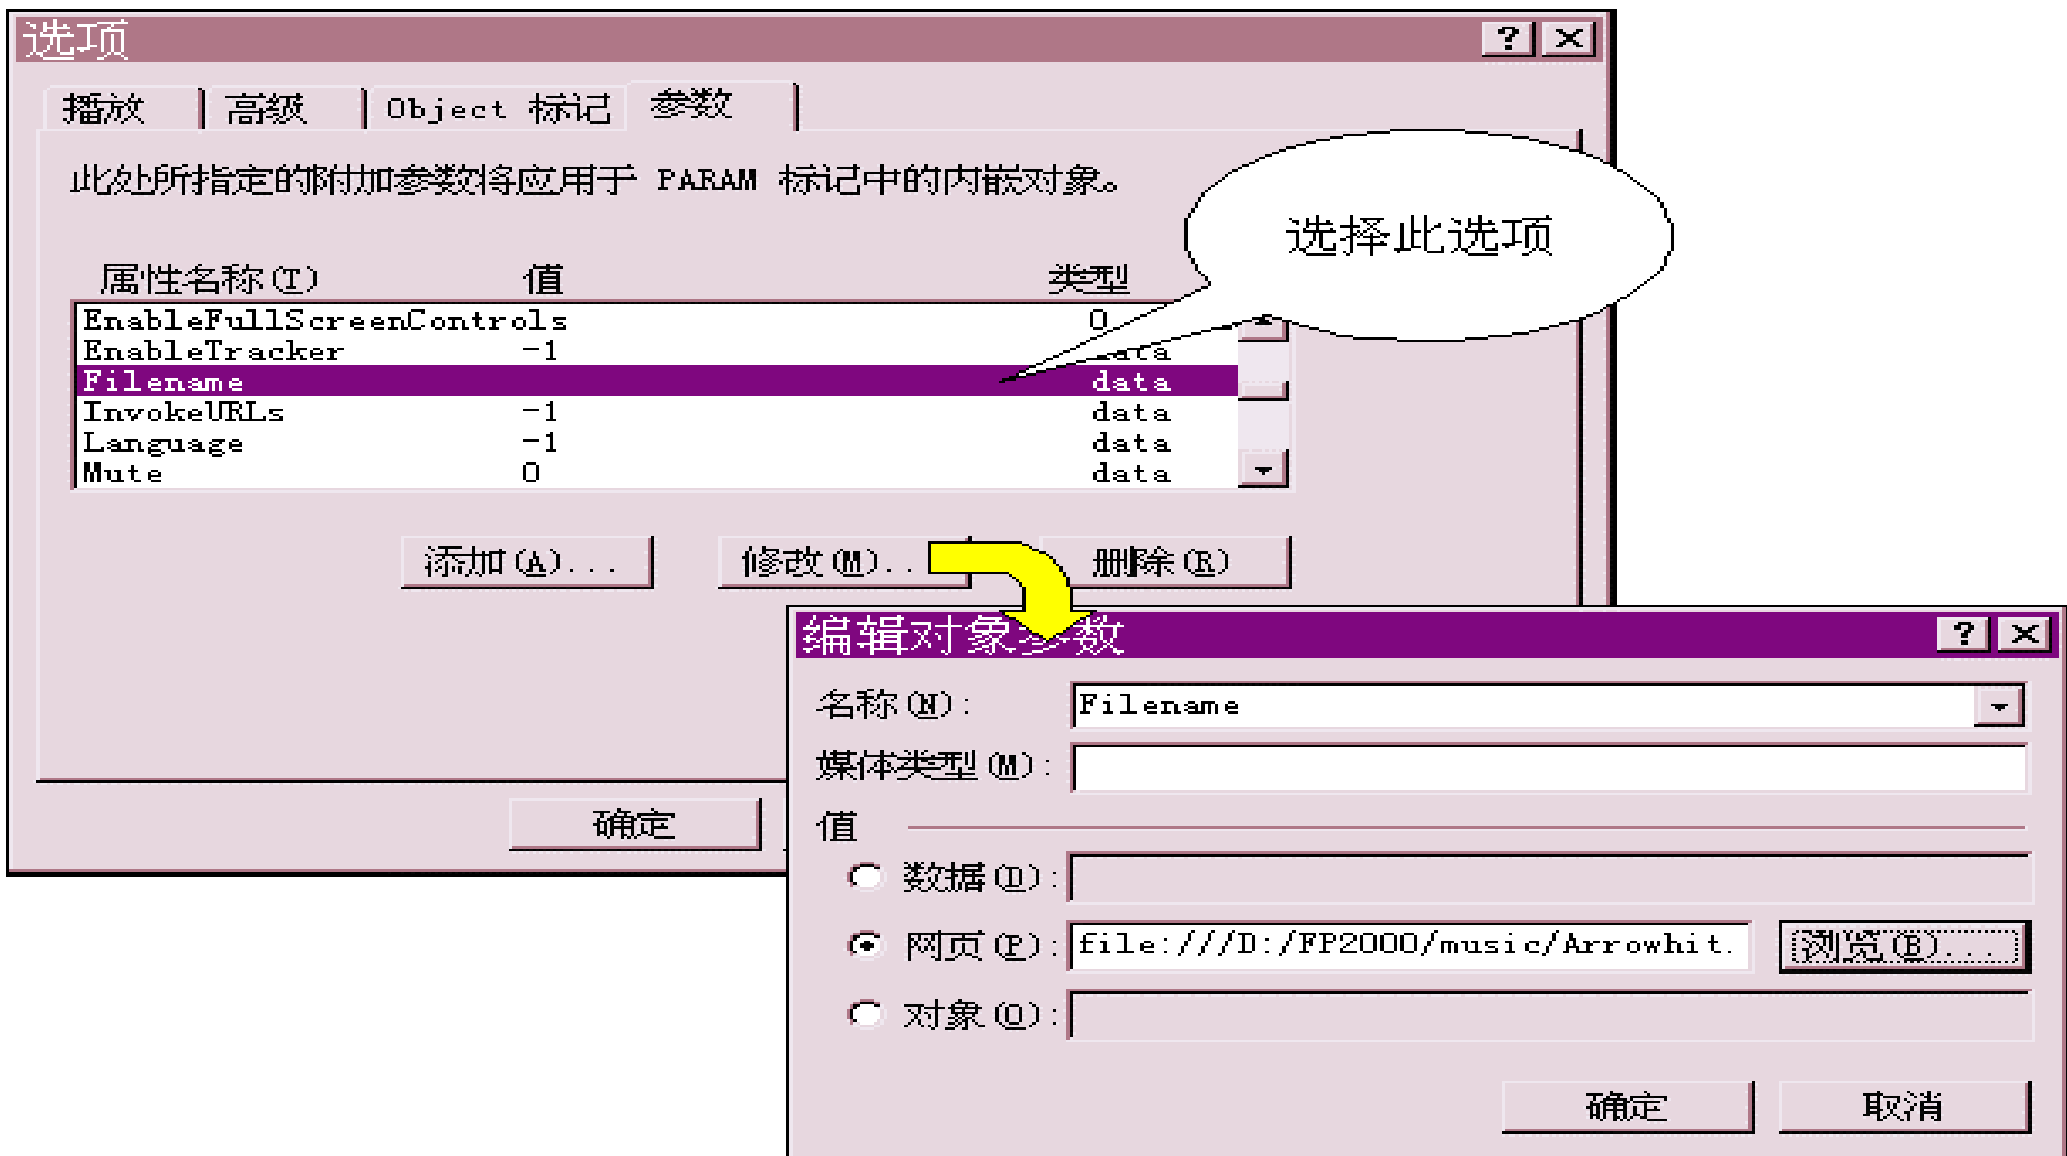 选项
播放 高级 Object 标记 参数
此处所指定的附加参数将应用于 PARAM 标记中的内嵌对象。
选择此选项
属性名称(T) 值 类型
EnableFullScreenControls 0
EnableTracker -1 data
Filename data
InvokeURLs -1 data
Language -1 data
Mute 0 data
添加(A)... 修改(M).. 删除(R)
确定
编辑对象参数
名称(N): Filename
媒体类型(M):
值
数据(D):
网页(P): file:///D:/FP2000/music/Arrowhit. 浏览(B)...
对象(O):
确定 取消